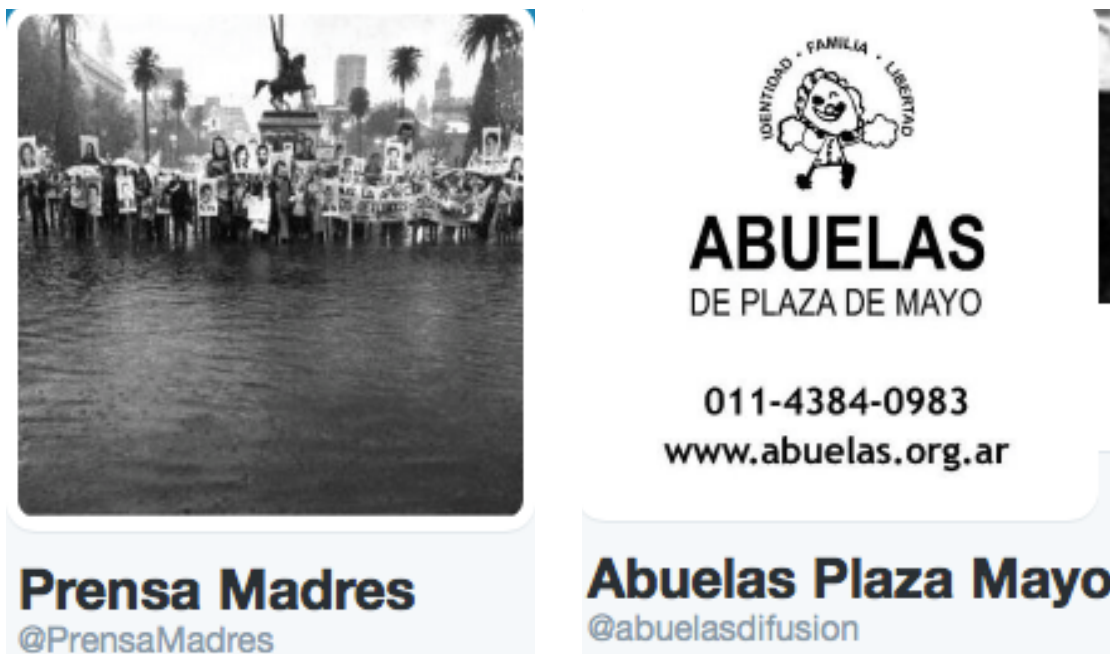 Prensa Madres
@PrensaMadres
IDENTIDAD · FAMILIA · LIBERTAD
ABUELAS
DE PLAZA DE MAYO
011-4384-0983
www.abuelas.org.ar
Abuelas Plaza Mayo
@abuelasdifusion